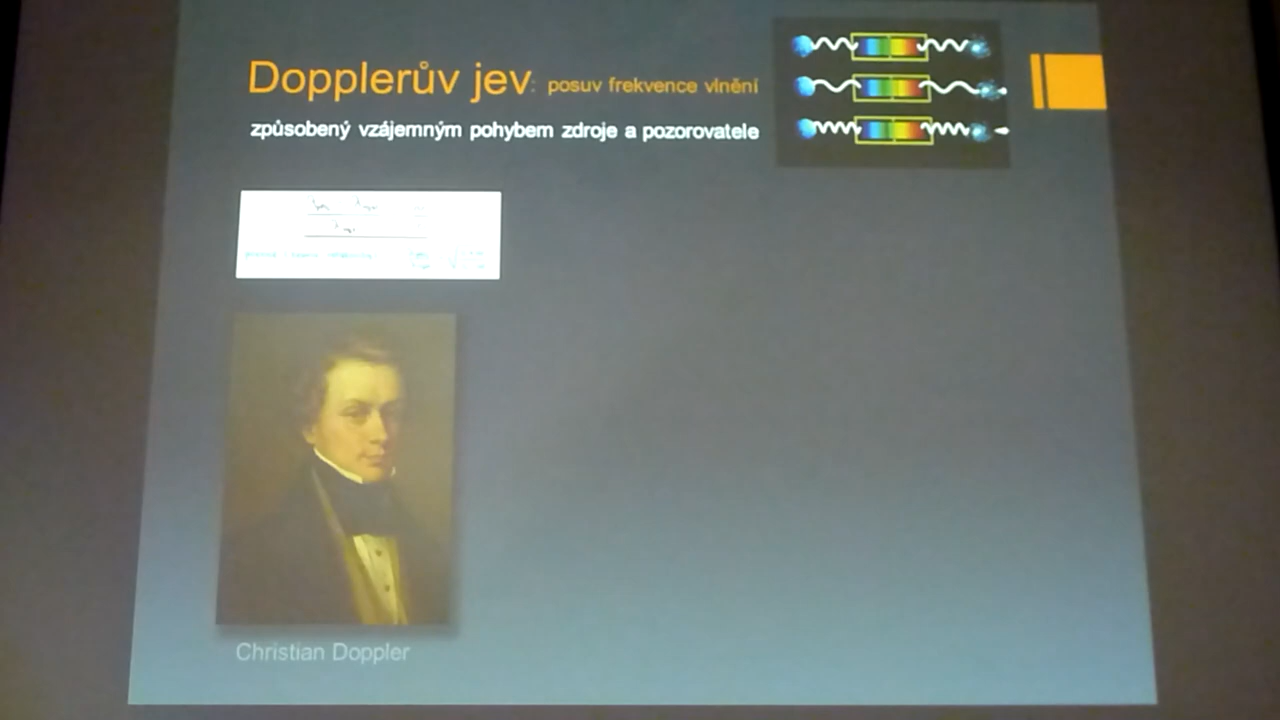 Dopplerův jev: posuv frekvence vlnění
způsobený vzájemným pohybem zdroje a pozorovatele
Christian Doppler